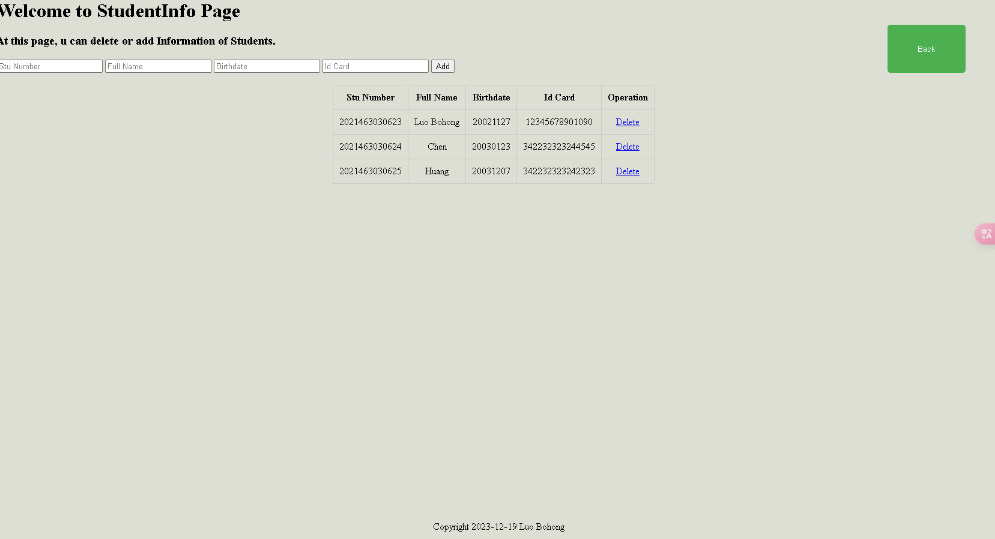 Welcome to StudentInfo Page
At this page, u can delete or add Information of Students.
Back
Stu Number Full Name Birthdate Id Card Add
Stu Number Full Name Birthdate Id Card Operation
2021463030623 Luo Bohong 20021127 12345678901090 Delete
2021463030624 Chen 20030123 342232323244545 Delete
2021463030625 Huang 20031207 342232323242323 Delete
Copyright 2023-12-19 Luo Bohong